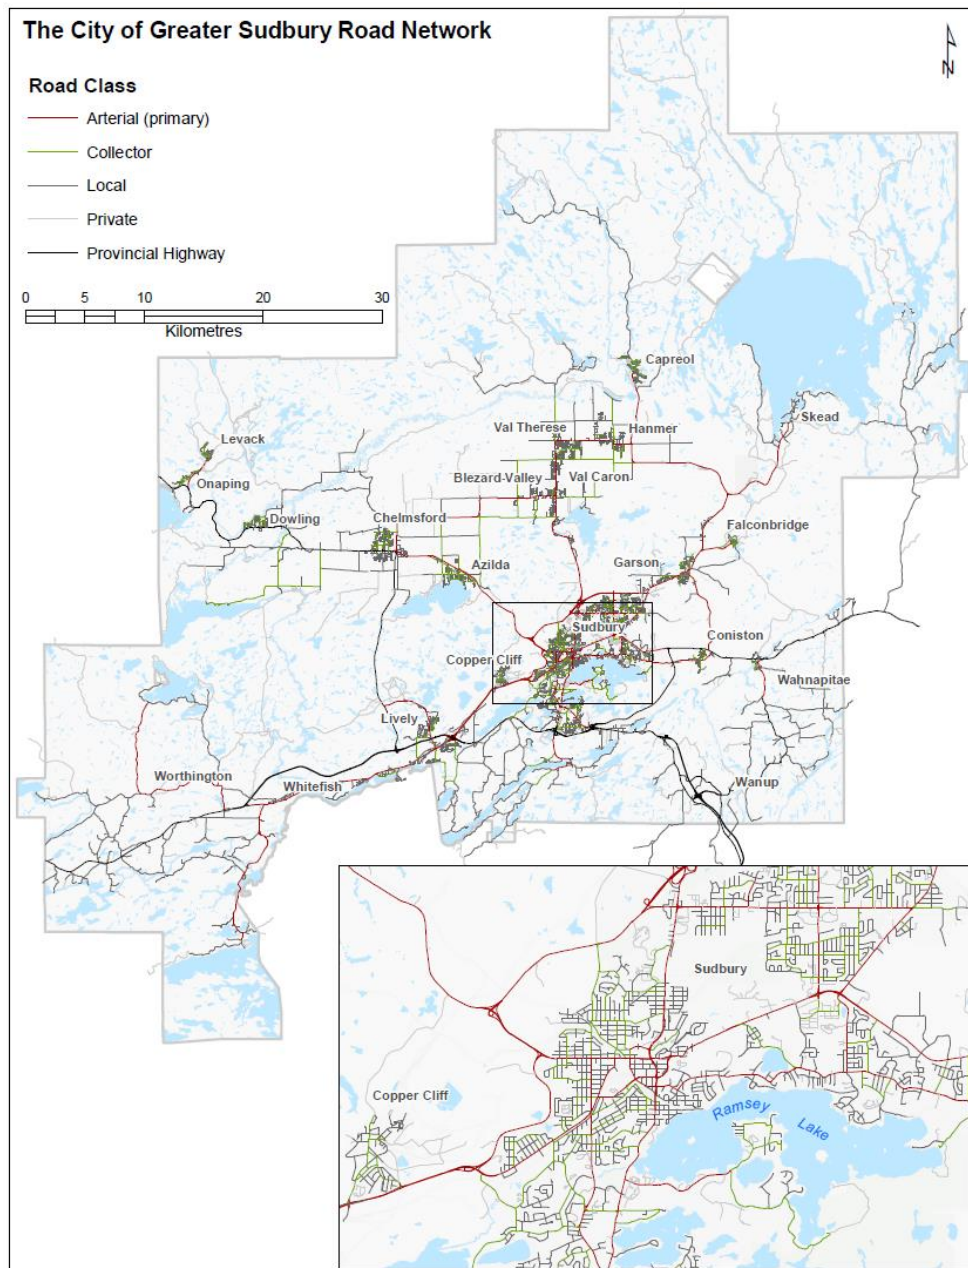 The City of Greater Sudbury Road Network
N
Road Class
Arterial (primary)
Collector
Local
Private
Provincial Highway
0 5 10 20 30
Kilometres
Capreol
Skead
Val Therese
Hanmer
Levack
Onaping
Blezard-Valley
Val Caron
Dowling
Chelmsford
Falconbridge
Azilda
Garson
Sudbury
Coniston
Copper Cliff
Wahnapitae
Lively
Worthington
Whitefish
Wanup
Sudbury
Copper Cliff
Ramsey
Lake